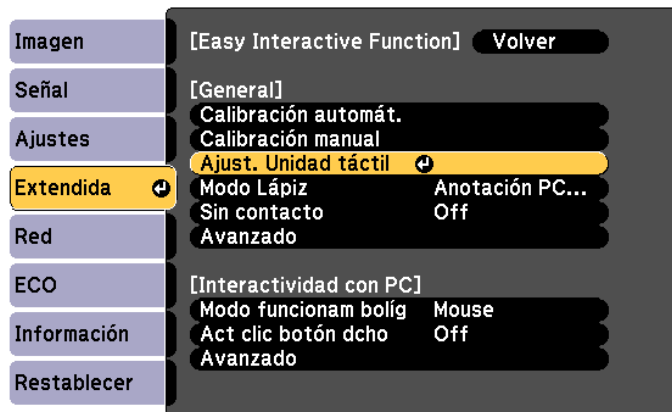 Imagen
Señal
Ajustes
Extendida
Red
ECO
Información
Restablecer
[Easy Interactive Function] Volver
[General]
Calibración automát.
Calibración manual
Ajust. Unidad táctil
Modo Lápiz Anotación PC...
Sin contacto Off
Avanzado
[Interactividad con PC]
Modo funcionam bolíg Mouse
Act clic botón dcho Off
Avanzado